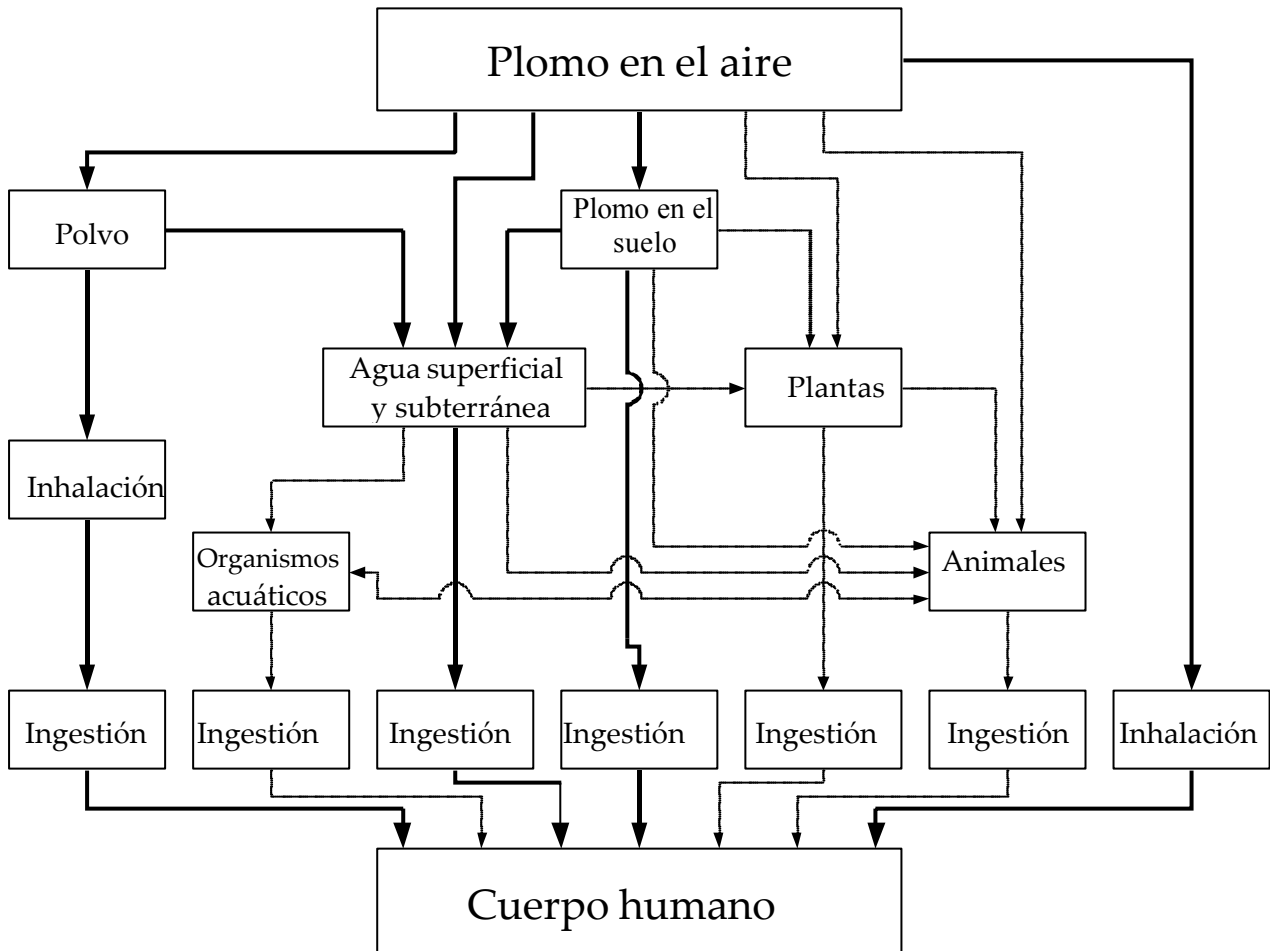 Plomo en el aire
Polvo
Plomo en el
suelo
Agua superficial
y subterránea
Plantas
Inhalación
Organismos
acuáticos
Animales
Ingestión
Ingestión
Ingestión
Ingestión
Ingestión
Ingestión
Inhalación
Cuerpo humano